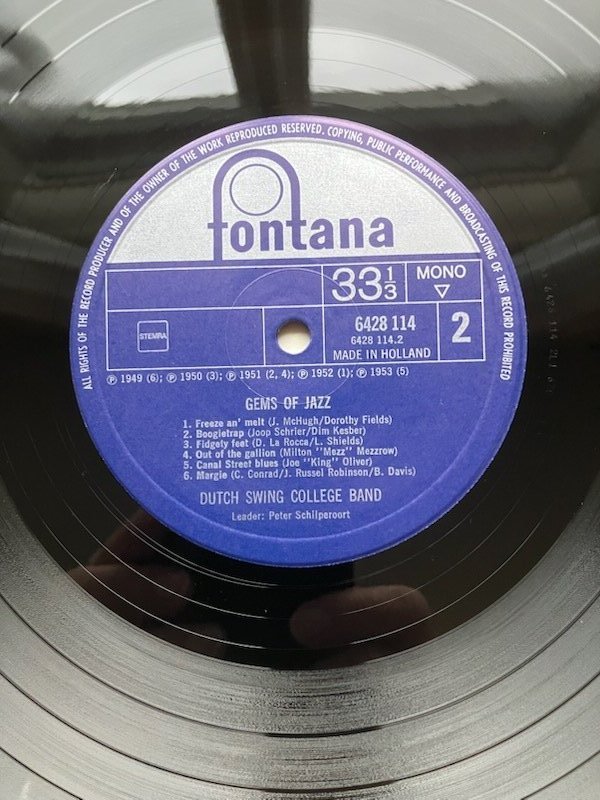 ALL RIGHTS OF THE RECORD PRODUCER AND OF THE OWNER OF THE WORK REPRODUCED RESERVED. COPYING, PUBLIC PERFORMANCE AND BROADCASTING OF THIS RECORD PROHIBITED
fontana
33 1/3 MONO
STEMRA
6428 114
6428 114.2
MADE IN HOLLAND
2
℗ 1949 (6); ℗ 1950 (3); ℗ 1951 (2, 4); ℗ 1952 (1); ℗ 1953 (5)
GEMS OF JAZZ
1. Freeze an' melt (J. McHugh/Dorothy Fields)
2. Boogietrap (Joop Schrier/Dim Kesber)
3. Fidgety feet (D. La Rocca/L. Shields)
4. Out of the gallion (Milton "Mezz" Mezzrow)
5. Canal Street blues (Joe "King" Oliver)
6. Margie (C. Conrad/J. Russel Robinson/B. Davis)
DUTCH SWING COLLEGE BAND
Leader: Peter Schilperoort